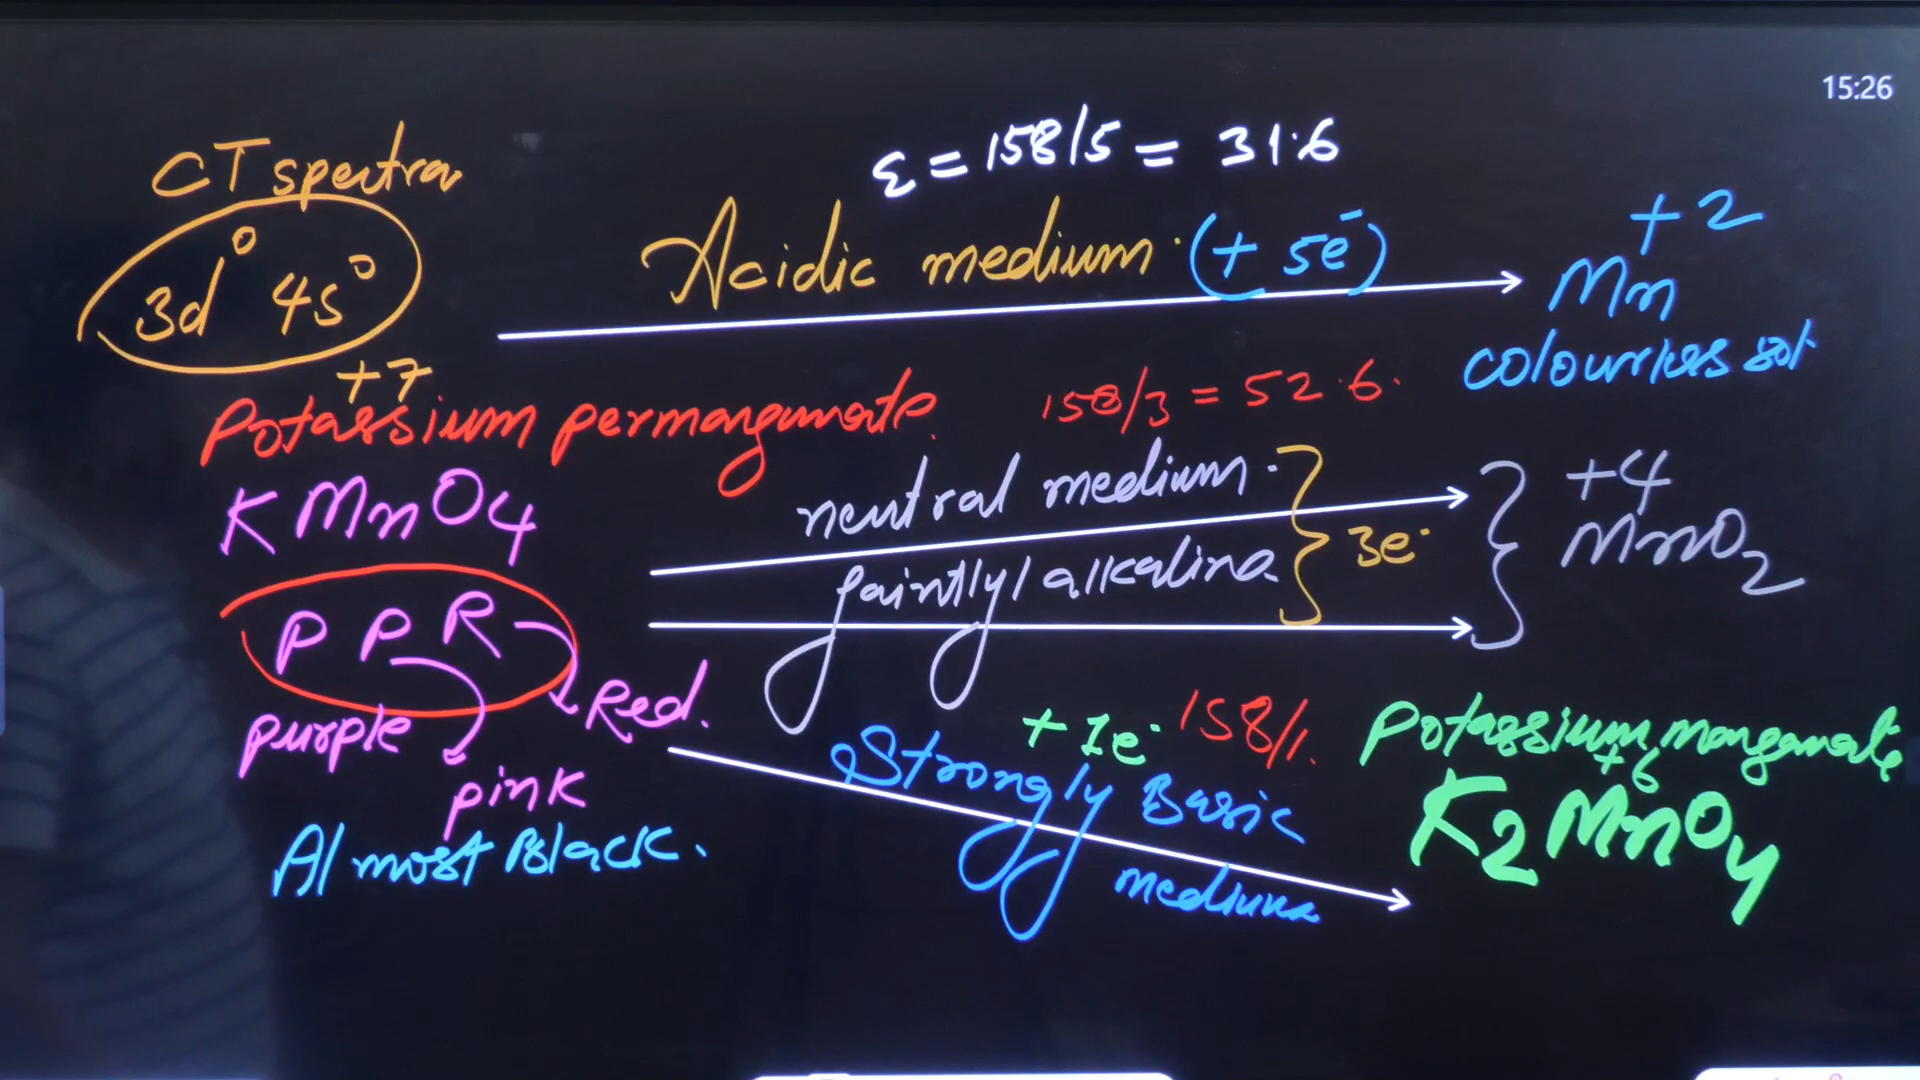 15:26
CT spectra
ε = 158/5 = 31.6
3d⁰ 4s⁰
Acidic medium. (+ 5e⁻)
+2
Mn
colourless sol
+7
Potassium permanganate.
158/3 = 52.6.
KMnO4
neutral medium.
faintly/alkaline
3e⁻
+4
MnO2
P P R
Red.
purple
pink
Almost Black.
+1e⁻ 158/1.
Strongly Basic
medium
Potassium manganate
+6
K2MnO4